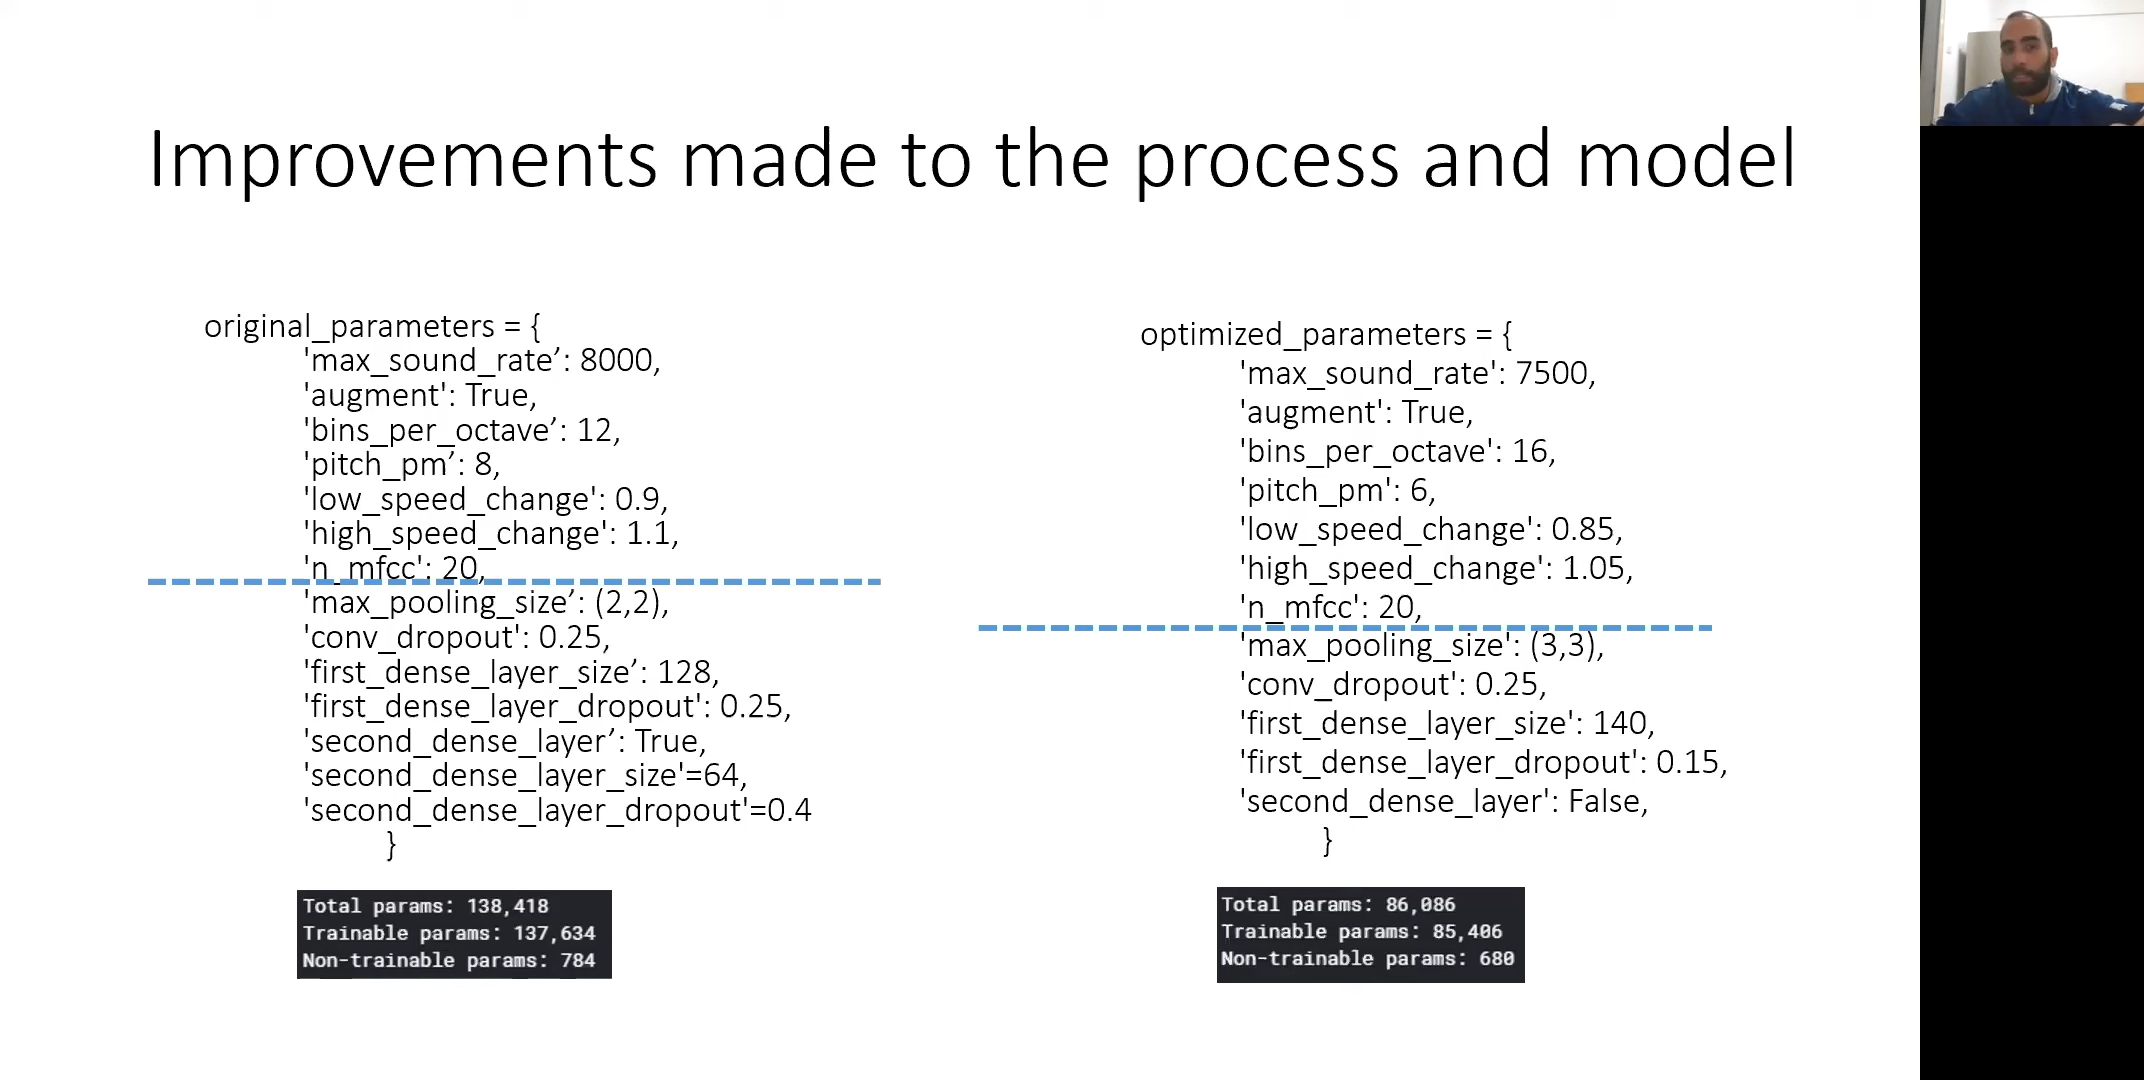 Improvements made to the process and model
original_parameters = {
'max_sound_rate’: 8000,
'augment': True,
'bins_per_octave’: 12,
'pitch_pm’: 8,
'low_speed_change': 0.9,
'high_speed_change': 1.1,
'n_mfcc': 20,
'max_pooling_size’: (2,2),
'conv_dropout': 0.25,
'first_dense_layer_size’: 128,
'first_dense_layer_dropout': 0.25,
'second_dense_layer’: True,
'second_dense_layer_size'=64,
'second_dense_layer_dropout'=0.4
}
Total params: 138,418
Trainable params: 137,634
Non-trainable params: 784
optimized_parameters = {
'max_sound_rate': 7500,
'augment': True,
'bins_per_octave': 16,
'pitch_pm': 6,
'low_speed_change': 0.85,
'high_speed_change': 1.05,
'n_mfcc': 20,
'max_pooling_size': (3,3),
'conv_dropout': 0.25,
'first_dense_layer_size': 140,
'first_dense_layer_dropout': 0.15,
'second_dense_layer': False,
}
Total params: 86,086
Trainable params: 85,406
Non-trainable params: 680